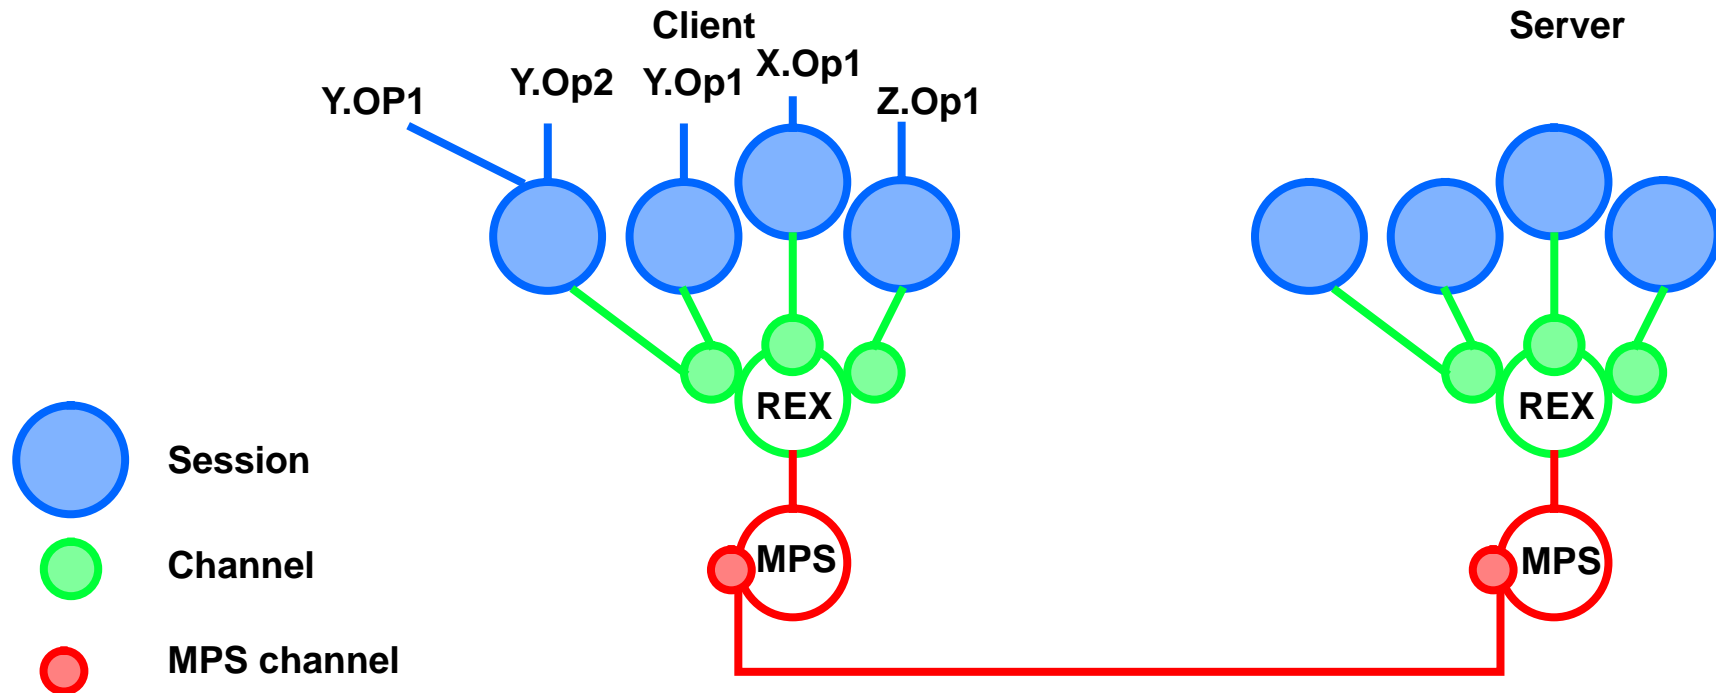 Client
Server
Y.OP1
Y.Op2
Y.Op1
X.Op1
Z.Op1
REX
REX
Session
MPS
MPS
Channel
MPS channel